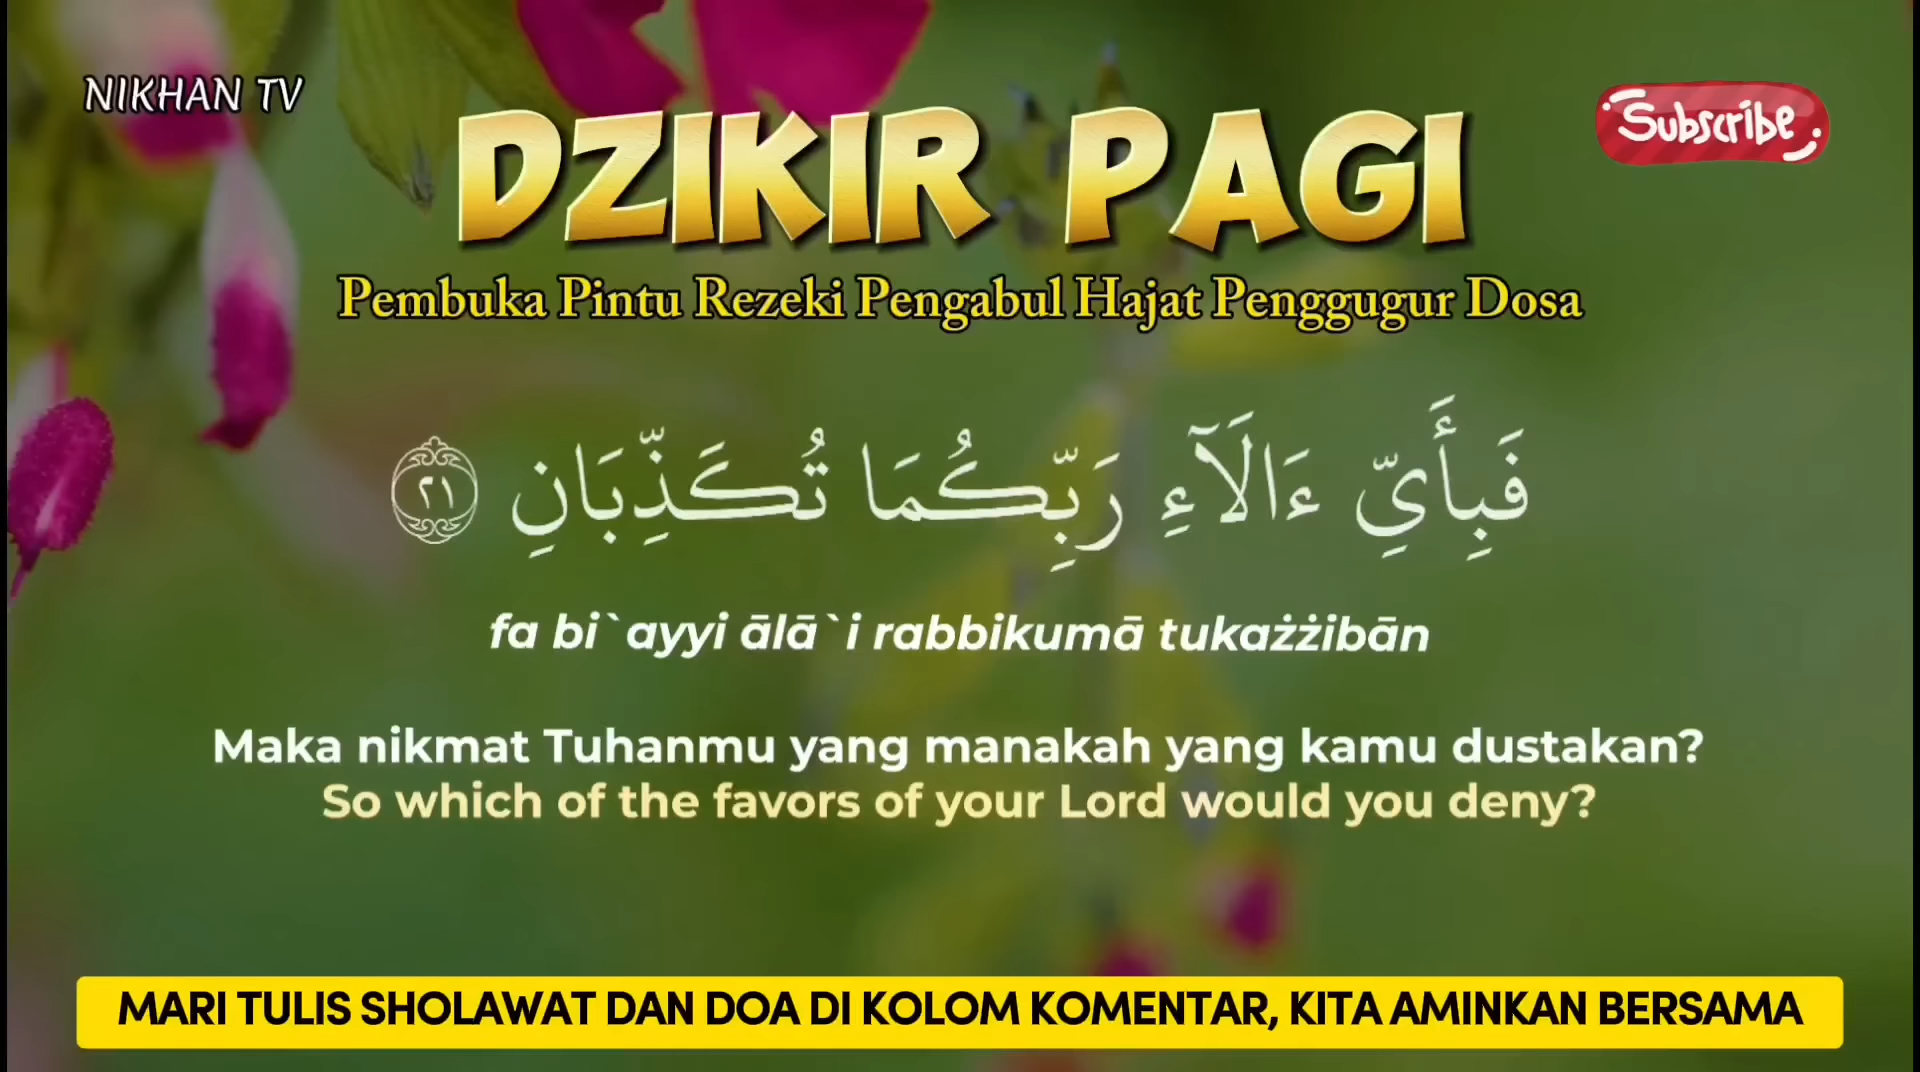 NIKHAN TV
Subscribe
DZIKIR PAGI
Pembuka Pintu Rezeki Pengabul Hajat Penggugur Dosa
فَبِأَيِّ ءَالَآءِ رَبِّكُمَا تُكَذِّبَانِ ٢١
fa bi`ayyi ālā`i rabbikumā tukażżibān
Maka nikmat Tuhanmu yang manakah yang kamu dustakan?
So which of the favors of your Lord would you deny?
MARI TULIS SHOLAWAT DAN DOA DI KOLOM KOMENTAR, KITA AMINKAN BERSAMA